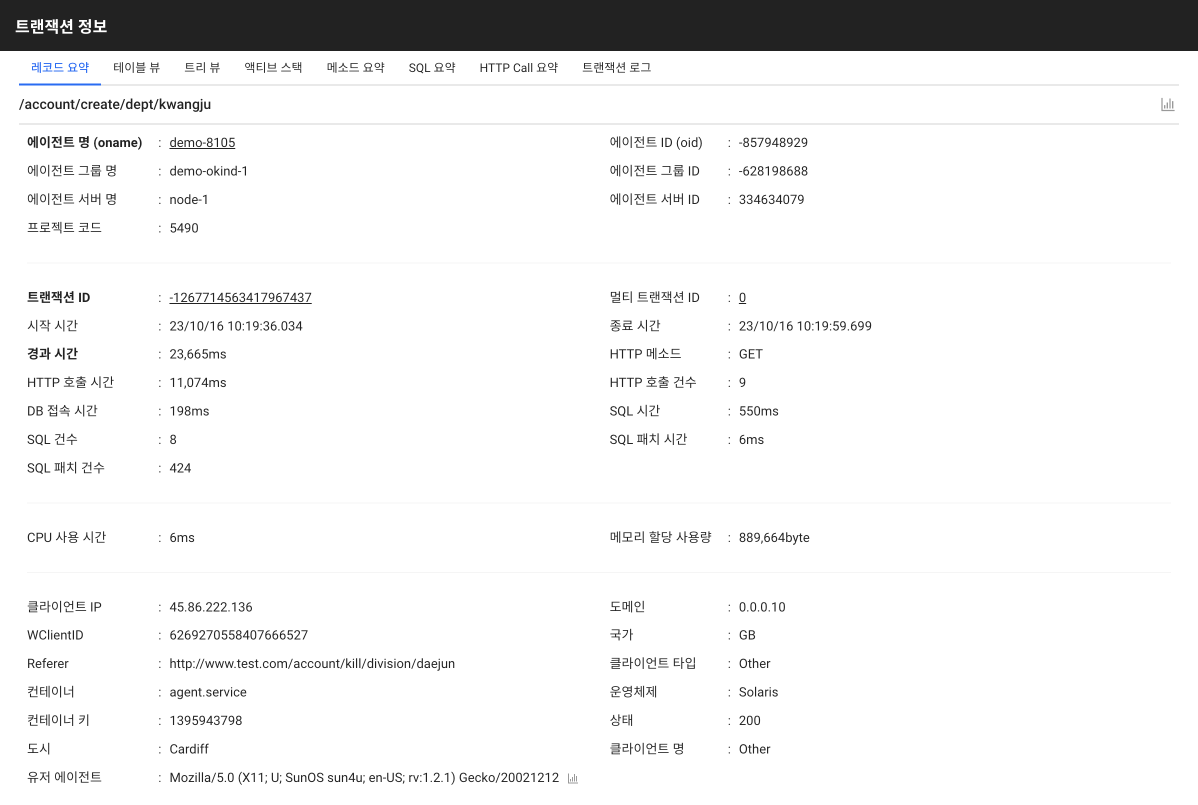 트랜잭션 정보
레코드 요약 테이블 뷰 트리 뷰 액티브 스택 메소드 요약 SQL 요약 HTTP Call 요약 트랜잭션 로그
/account/create/dept/kwangju
에이전트 명 (oname) : demo-8105 에이전트 ID (oid) : -857948929
에이전트 그룹 명 : demo-okind-1 에이전트 그룹 ID : -628198688
에이전트 서버 명 : node-1 에이전트 서버 ID : 334634079
프로젝트 코드 : 5490
트랜잭션 ID : -1267714563417967437 멀티 트랜잭션 ID : 0
시작 시간 : 23/10/16 10:19:36.034 종료 시간 : 23/10/16 10:19:59.699
경과 시간 : 23,665ms HTTP 메소드 : GET
HTTP 호출 시간 : 11,074ms HTTP 호출 건수 : 9
DB 접속 시간 : 198ms SQL 시간 : 550ms
SQL 건수 : 8 SQL 패치 시간 : 6ms
SQL 패치 건수 : 424
CPU 사용 시간 : 6ms 메모리 할당 사용량 : 889,664byte
클라이언트 IP : 45.86.222.136 도메인 : 0.0.0.10
WClientID : 6269270558407666527 국가 : GB
Referer : http://www.test.com/account/kill/division/daejun 클라이언트 타입 : Other
컨테이너 : agent.service 운영체제 : Solaris
컨테이너 키 : 1395943798 상태 : 200
도시 : Cardiff 클라이언트 명 : Other
유저 에이전트 : Mozilla/5.0 (X11; U; SunOS sun4u; en-US; rv:1.2.1) Gecko/20021212